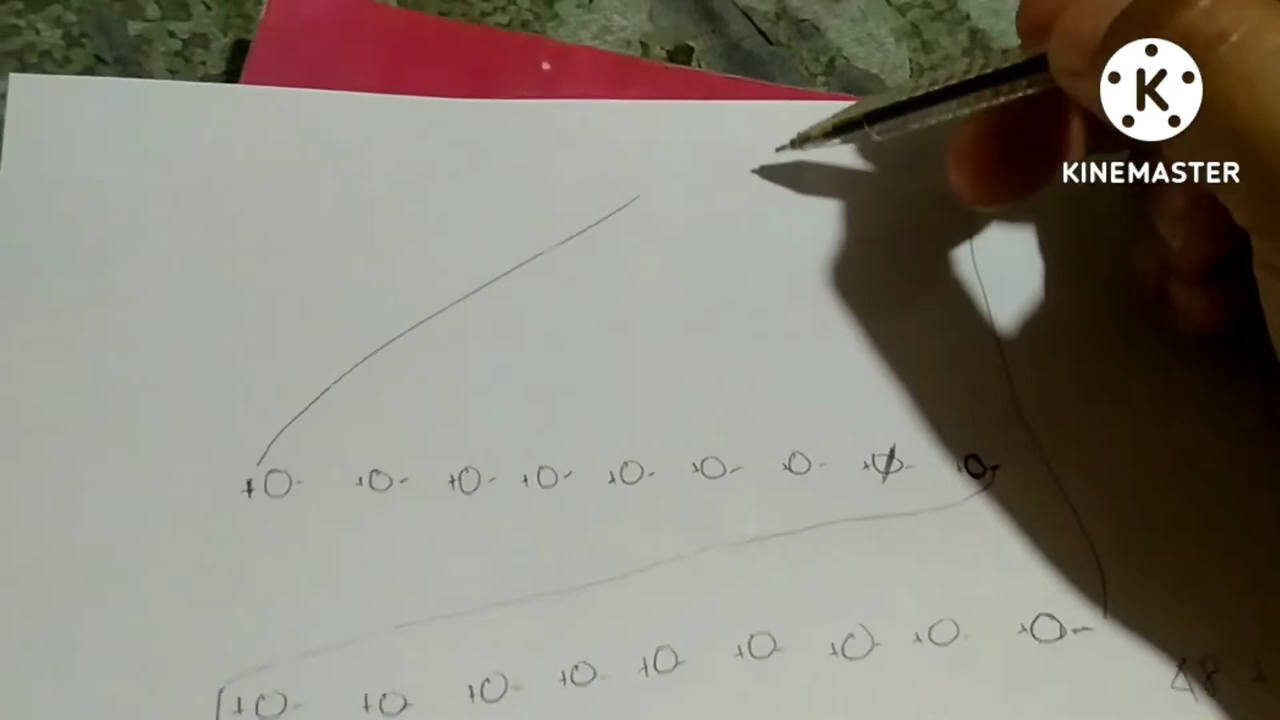 K
KINEMASTER
+O- +O- +O- +O- +O- +O- +O- +O- +O-
+O- +O- +O- +O- +O- +O- +O- +O- +O-
48